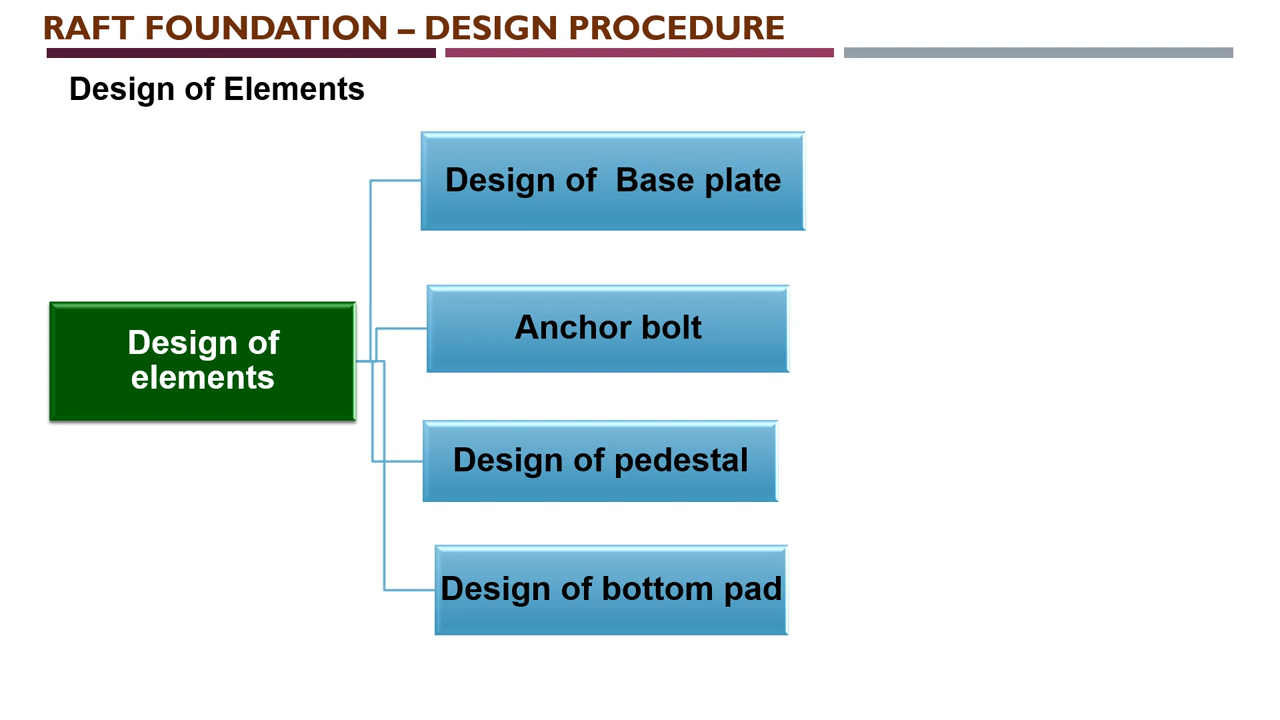 RAFT FOUNDATION – DESIGN PROCEDURE
Design of Elements
Design of Base plate
Anchor bolt
Design of
elements
Design of pedestal
Design of bottom pad